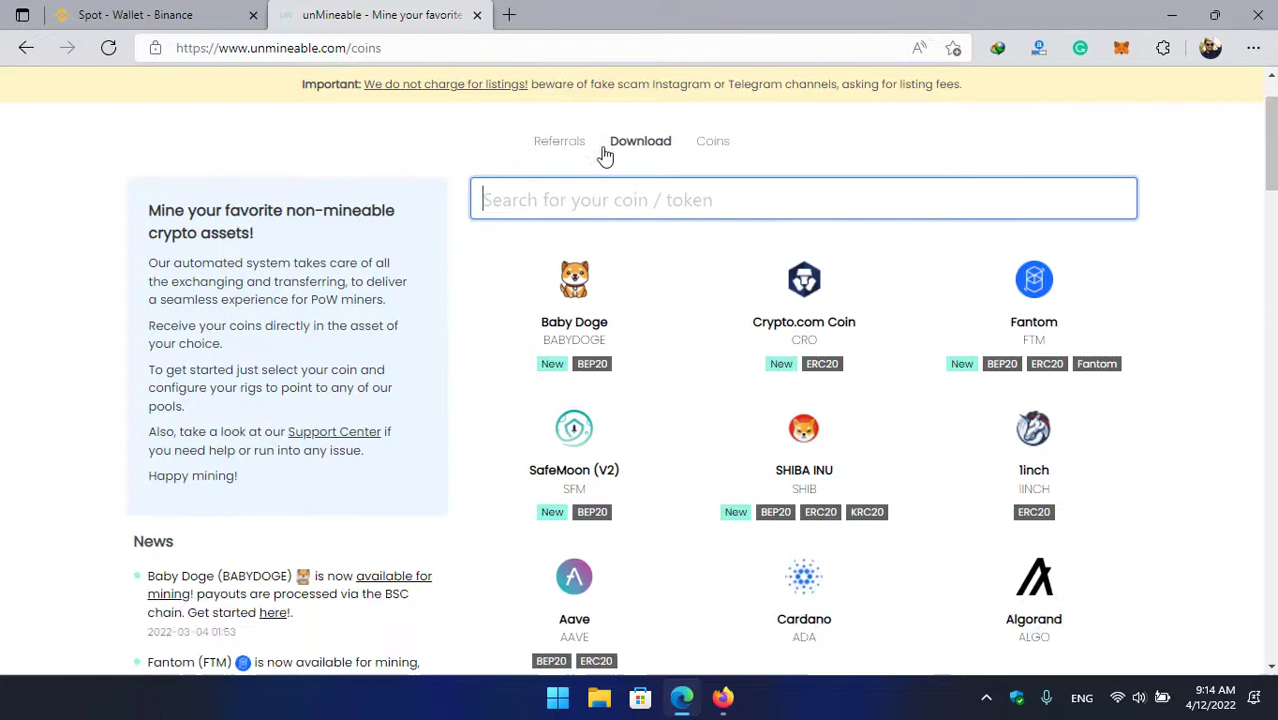 Spot - Wallet - Binance
unMineable - Mine your favorite
https://www.unmineable.com/coins
Important: We do not charge for listings! beware of fake scam Instagram or Telegram channels, asking for listing fees.
Referrals Download Coins
Search for your coin / token
Mine your favorite non-mineable
crypto assets!
Our automated system takes care of all
the exchanging and transferring, to deliver
a seamless experience for PoW miners.
Receive your coins directly in the asset of
your choice.
To get started just select your coin and
configure your rigs to point to any of our
pools.
Also, take a look at our Support Center if
you need help or run into any issue.
Happy mining!
News
Baby Doge (BABYDOGE) is now available for
mining! payouts are processed via the BSC
chain. Get started here!.
2022-03-04 01:53
Fantom (FTM) is now available for mining,
Baby Doge
BABYDOGE
New BEP20
Crypto.com Coin
CRO
New ERC20
Fantom
FTM
New BEP20 ERC20 Fantom
SafeMoon (V2)
SFM
New BEP20
SHIBA INU
SHIB
New BEP20 ERC20 KRC20
1inch
1INCH
ERC20
Aave
AAVE
BEP20 ERC20
Cardano
ADA
Algorand
ALGO
ENG
9:14 AM
4/12/2022